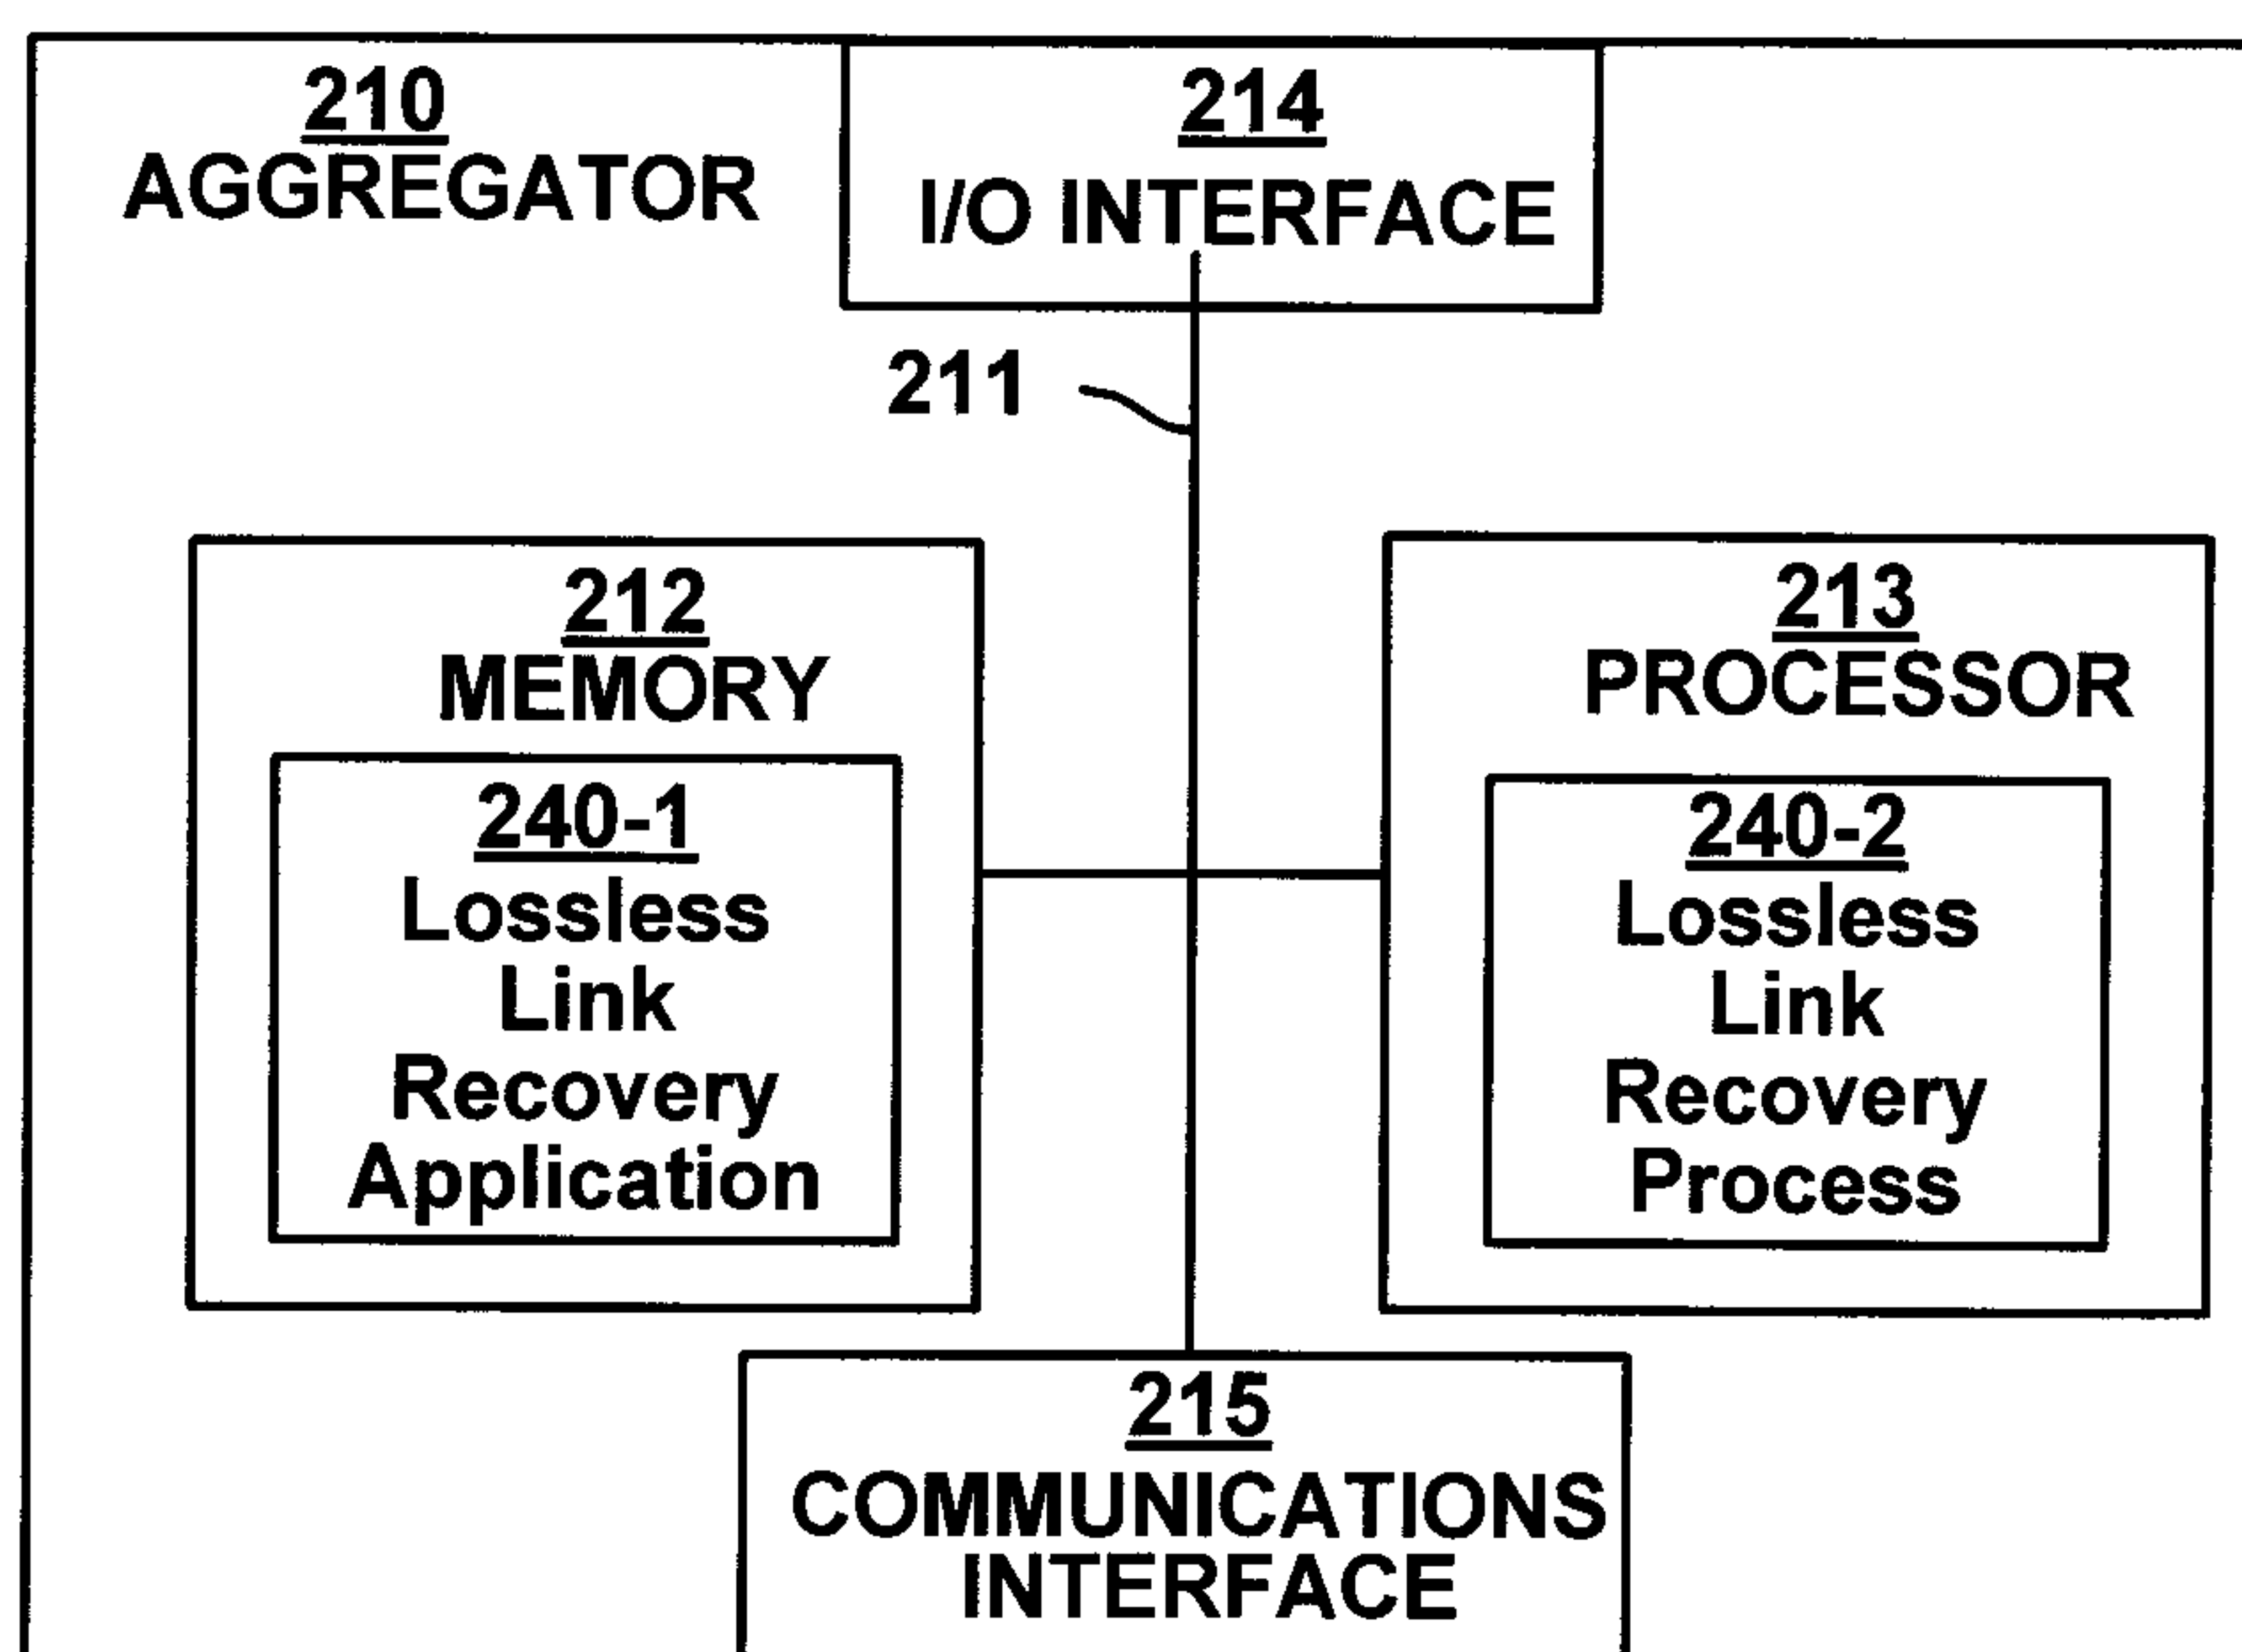 210
AGGREGATOR
214
I/O INTERFACE
211
212
MEMORY
240-1
Lossless
Link
Recovery
Application
213
PROCESSOR
240-2
Lossless
Link
Recovery
Process
215
COMMUNICATIONS
INTERFACE